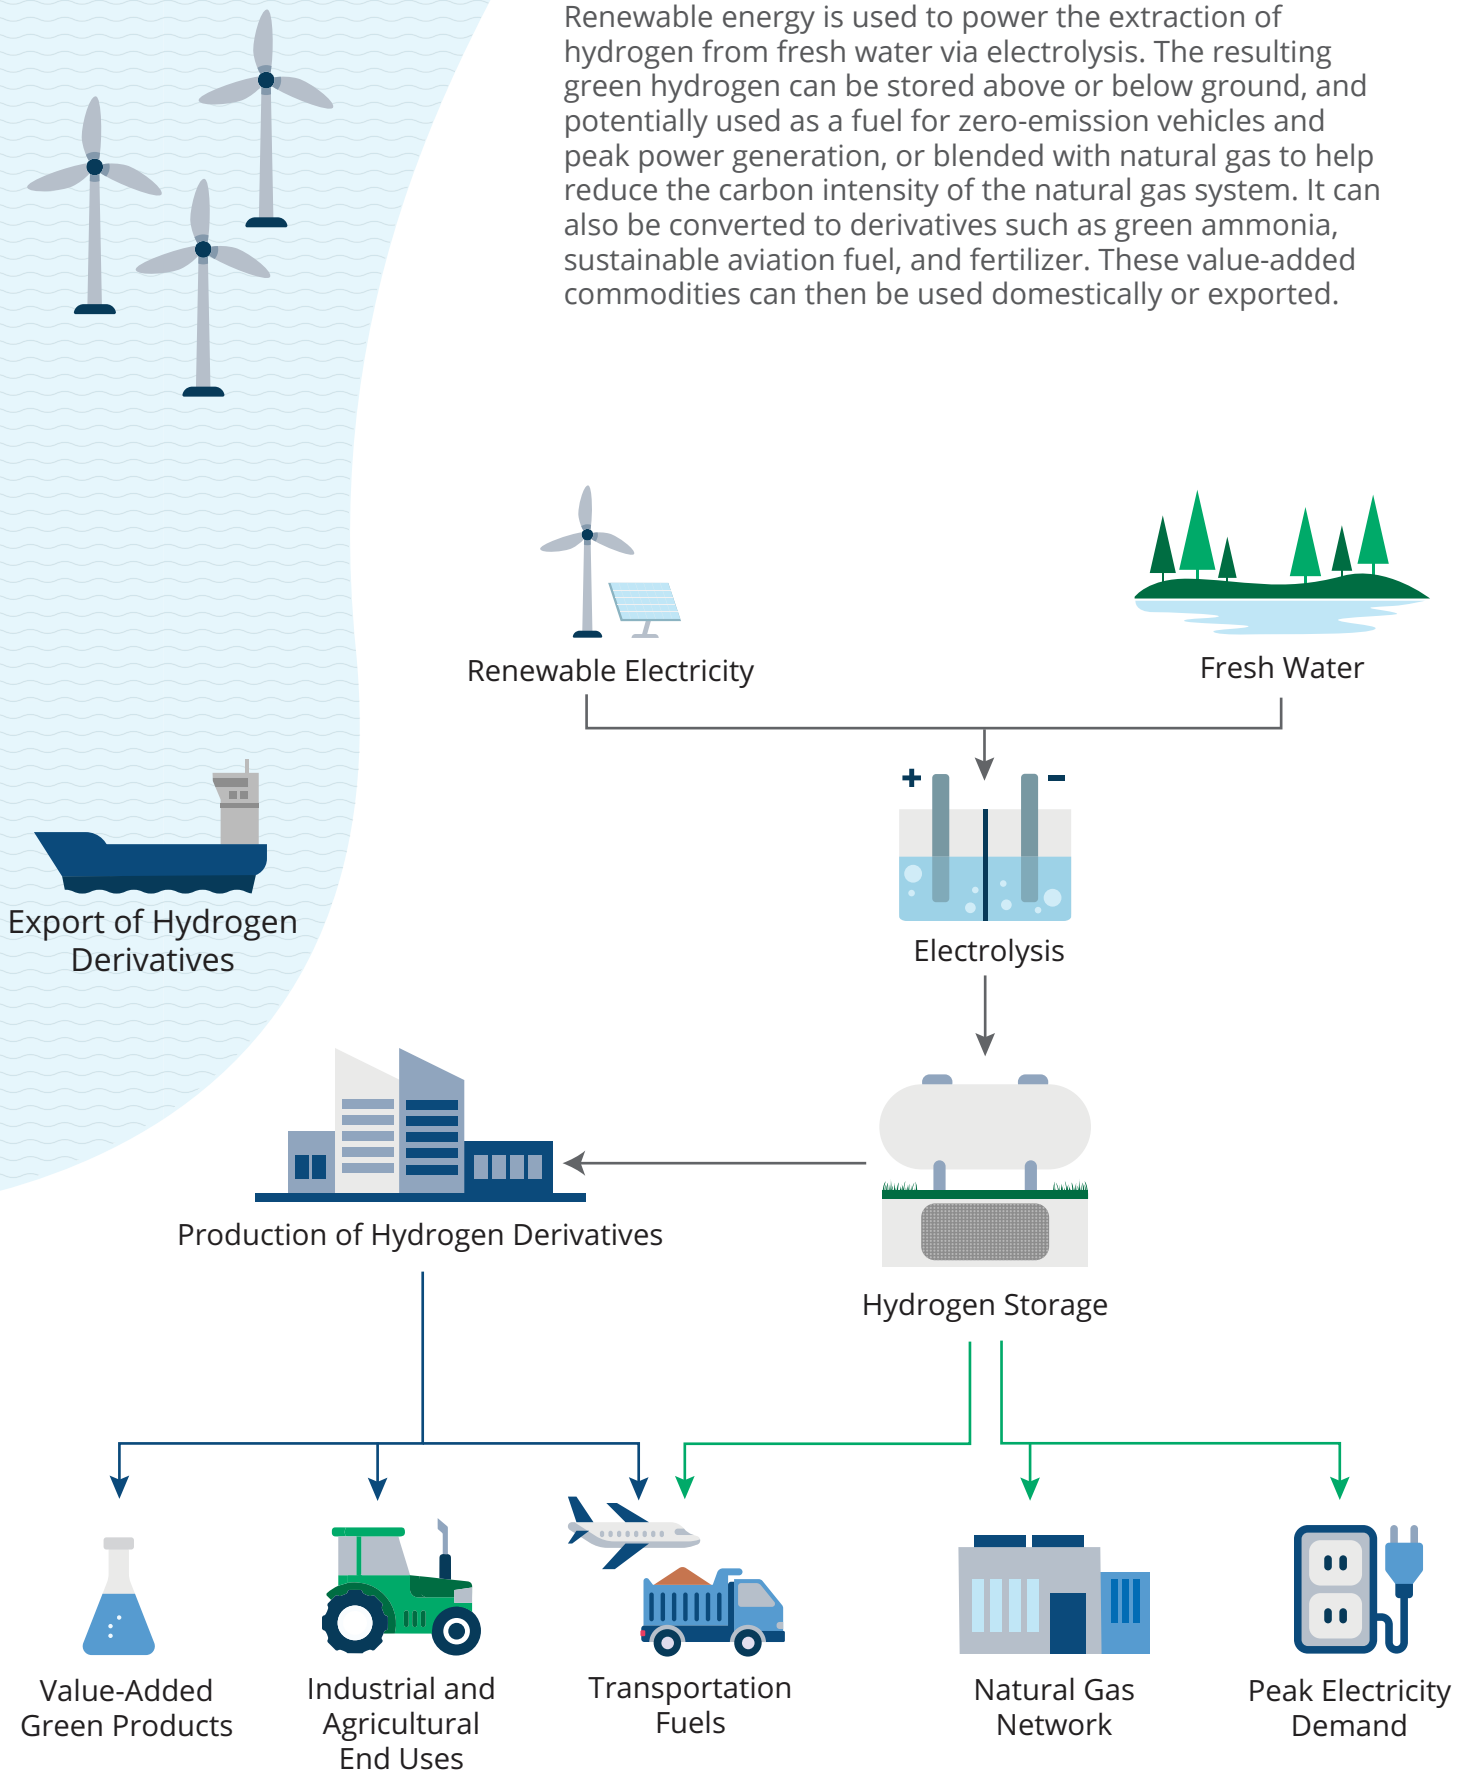 Renewable energy is used to power the extraction of
hydrogen from fresh water via electrolysis. The resulting
green hydrogen can be stored above or below ground, and
potentially used as a fuel for zero-emission vehicles and
peak power generation, or blended with natural gas to help
reduce the carbon intensity of the natural gas system. It can
also be converted to derivatives such as green ammonia,
sustainable aviation fuel, and fertilizer. These value-added
commodities can then be used domestically or exported.
Renewable Electricity
Fresh Water
+
−
Electrolysis
Export of Hydrogen
Derivatives
Production of Hydrogen Derivatives
Hydrogen Storage
Value-Added
Green Products
Industrial and
Agricultural
End Uses
Transportation
Fuels
Natural Gas
Network
Peak Electricity
Demand